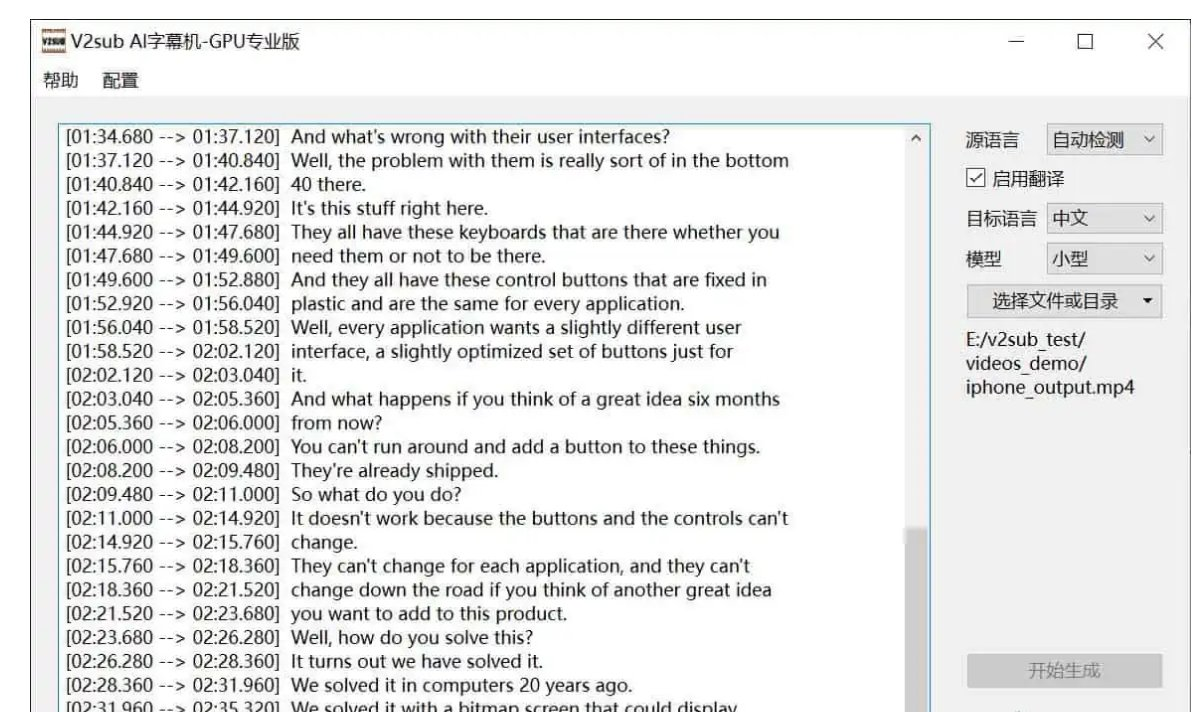 V2SUB V2sub AI字幕机-GPU专业版
帮助 配置
[01:34.680 --> 01:37.120] And what's wrong with their user interfaces?
[01:37.120 --> 01:40.840] Well, the problem with them is really sort of in the bottom
[01:40.840 --> 01:42.160] 40 there.
[01:42.160 --> 01:44.920] It's this stuff right here.
[01:44.920 --> 01:47.680] They all have these keyboards that are there whether you
[01:47.680 --> 01:49.600] need them or not to be there.
[01:49.600 --> 01:52.880] And they all have these control buttons that are fixed in
[01:52.920 --> 01:56.040] plastic and are the same for every application.
[01:56.040 --> 01:58.520] Well, every application wants a slightly different user
[01:58.520 --> 02:02.120] interface, a slightly optimized set of buttons just for
[02:02.120 --> 02:03.040] it.
[02:03.040 --> 02:05.360] And what happens if you think of a great idea six months
[02:05.360 --> 02:06.000] from now?
[02:06.000 --> 02:08.200] You can't run around and add a button to these things.
[02:08.200 --> 02:09.480] They're already shipped.
[02:09.480 --> 02:11.000] So what do you do?
[02:11.000 --> 02:14.920] It doesn't work because the buttons and the controls can't
[02:14.920 --> 02:15.760] change.
[02:15.760 --> 02:18.360] They can't change for each application, and they can't
[02:18.360 --> 02:21.520] change down the road if you think of another great idea
[02:21.520 --> 02:23.680] you want to add to this product.
[02:23.680 --> 02:26.280] Well, how do you solve this?
[02:26.280 --> 02:28.360] It turns out we have solved it.
[02:28.360 --> 02:31.960] We solved it in computers 20 years ago.
[02:31.960 --> 02:35.320] We solved it with a bitmap screen that could display
源语言 自动检测
启用翻译
目标语言 中文
模型 小型
选择文件或目录
E:/v2sub_test/
videos_demo/
iphone_output.mp4
开始生成